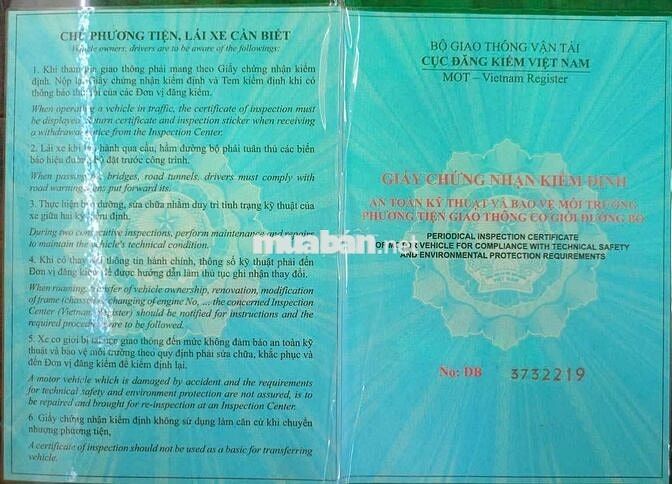 CHỦ PHƯƠNG TIỆN, LÁI XE CẦN BIẾT
Vehicle owners, drivers are to be aware of the followings:
1. Khi tham gia giao thông phải mang theo Giấy chứng nhận kiểm
định. Nộp lại Giấy chứng nhận kiểm định và Tem kiểm định khi có
thông báo thu hồi của các Đơn vị đăng kiểm.
When operating a vehicle in traffic, the certificate of inspection must
be displayed. Return certificate and inspection sticker when receiving
a withdrawal notice from the Inspection Center.
2. Lái xe khi lưu hành qua cầu, hầm đường bộ phải tuân thủ các biển
báo hiệu đường bộ đặt trước công trình.
When passing bridges, road tunnels, drivers must comply with
road warnings put forward its.
3. Thực hiện bảo dưỡng, sửa chữa nhằm duy trì tình trạng kỹ thuật của
xe giữa hai kỳ kiểm định.
During two consecutive inspections, perform maintenance and repairs
to maintain the vehicle's technical condition.
4. Khi có thay đổi thông tin hành chính, thông số kỹ thuật phải đến
Đơn vị đăng kiểm để được hướng dẫn làm thủ tục ghi nhận thay đổi.
When roaming, transfer of vehicle ownership, renovation, modification
of frame (chassis), changing of engine No, ... the concerned Inspection
Center (Vietnam Register) should be notified for instructions and the
required procedures are to be followed.
5. Xe cơ giới bị tai nạn giao thông đến mức không đảm bảo an toàn kỹ
thuật và bảo vệ môi trường theo quy định phải sửa chữa, khắc phục và
đến Đơn vị đăng kiểm để kiểm định lại.
A motor vehicle which is damaged by accident and the requirements
for technical safety and environment protection are not assured, is to
be repaired and brought for re-inspection at an Inspection Center.
6. Giấy chứng nhận kiểm định không sử dụng làm căn cứ khi chuyển
nhượng phương tiện,
A certificate of inspection should not be used as a basic for transferring
vehicle.
BỘ GIAO THÔNG VẬN TẢI
CỤC ĐĂNG KIỂM VIỆT NAM
MOT – Vietnam Register
GIẤY CHỨNG NHẬN KIỂM ĐỊNH
AN TOÀN KỸ THUẬT VÀ BẢO VỆ MÔI TRƯỜNG
PHƯƠNG TIỆN GIAO THÔNG CƠ GIỚI ĐƯỜNG BỘ
PERIODICAL INSPECTION CERTIFICATE
OF MOTOR VEHICLE FOR COMPLIANCE WITH TECHNICAL SAFETY
AND ENVIRONMENTAL PROTECTION REQUIREMENTS
No: DB 3732219
muaban.net